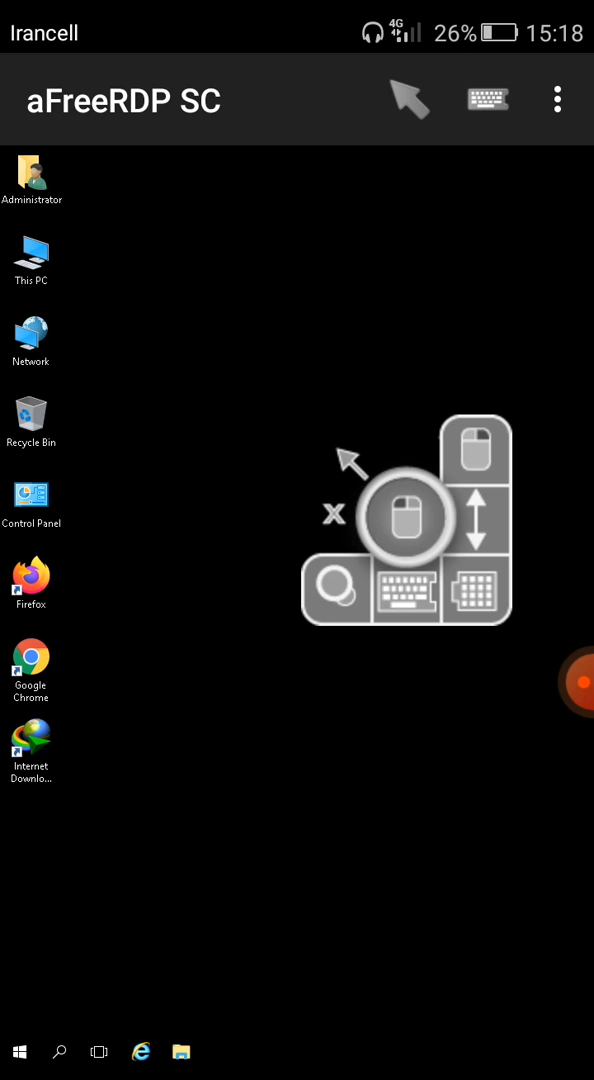 Irancell
4G
26%
15:18
aFreeRDP SC
Administrator
This PC
Network
Recycle Bin
Control Panel
Firefox
Google
Chrome
Internet
Downlo...
X